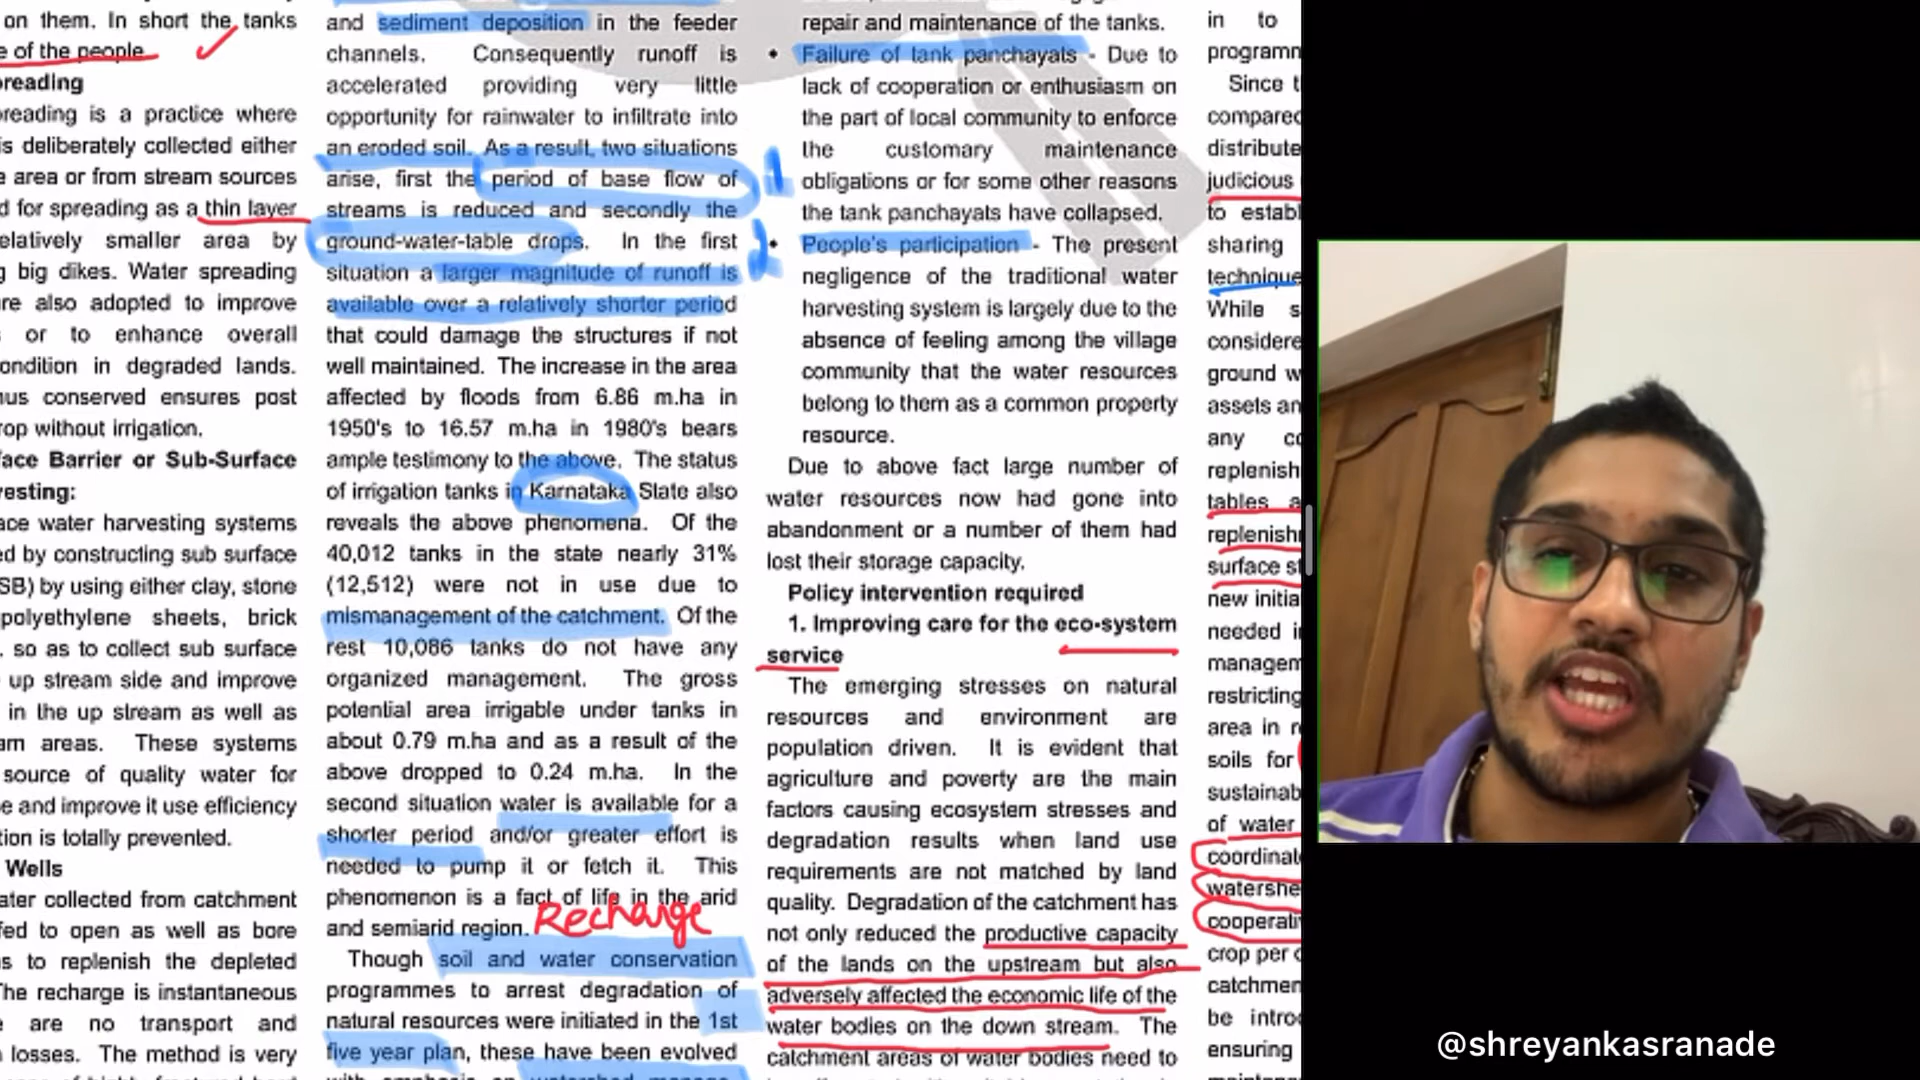 on them. In short the tanks
e of the people
reading
reading is a practice where
is deliberately collected either
e area or from stream sources
d for spreading as a thin layer
elatively smaller area by
g big dikes. Water spreading
re also adopted to improve
or to enhance overall
ondition in degraded lands.
us conserved ensures post
rop without irrigation.
face Barrier or Sub-Surface
vesting:
ace water harvesting systems
ed by constructing sub surface
SB) by using either clay, stone
polyethylene sheets, brick
. so as to collect sub surface
up stream side and improve
in the up stream as well as
am areas. These systems
source of quality water for
e and improve it use efficiency
tion is totally prevented.
Wells
ater collected from catchment
fed to open as well as bore
s to replenish the depleted
The recharge is instantaneous
e are no transport and
losses. The method is very
and sediment deposition in the feeder
channels. Consequently runoff is
accelerated providing very little
opportunity for rainwater to infiltrate into
an eroded soil. As a result, two situations
arise, first the period of base flow of
streams is reduced and secondly the
ground-water-table drops. In the first
situation a larger magnitude of runoff is
available over a relatively shorter period
that could damage the structures if not
well maintained. The increase in the area
affected by floods from 6.86 m.ha in
1950's to 16.57 m.ha in 1980's bears
ample testimony to the above. The status
of irrigation tanks in Karnataka State also
reveals the above phenomena. Of the
40,012 tanks in the state nearly 31%
(12,512) were not in use due to
mismanagement of the catchment. Of the
rest 10,086 tanks do not have any
organized management. The gross
potential area irrigable under tanks in
about 0.79 m.ha and as a result of the
above dropped to 0.24 m.ha. In the
second situation water is available for a
shorter period and/or greater effort is
needed to pump it or fetch it. This
phenomenon is a fact of life in the arid
and semiarid region. Recharge
Though soil and water conservation
programmes to arrest degradation of
natural resources were initiated in the 1st
five year plan, these have been evolved
1
2
repair and maintenance of the tanks.
• Failure of tank panchayals - Due to
lack of cooperation or enthusiasm on
the part of local community to enforce
the customary maintenance
obligations or for some other reasons
the tank panchayals have collapsed.
• People's participation - The present
negligence of the traditional water
harvesting system is largely due to the
absence of feeling among the village
community that the water resources
belong to them as a common property
resource.
Due to above fact large number of
water resources now had gone into
abandonment or a number of them had
lost their storage capacity.
Policy intervention required
1. Improving care for the eco-system
service
The emerging stresses on natural
resources and environment are
population driven. It is evident that
agriculture and poverty are the main
factors causing ecosystem stresses and
degradation results when land use
requirements are not matched by land
quality. Degradation of the catchment has
not only reduced the productive capacity
of the lands on the upstream but also
adversely affected the economic life of the
water bodies on the down stream. The
catchment areas of water bodies need to
in to
programm
Since t
compared
distribute
judicious
to establ
sharing
technique
While s
considere
ground w
assets an
any co
replenish
tables a
replenish
surface st
new initia
needed i
managem
restricting
area in r
soils for
sustainab
of water
coordinat
watershe
cooperati
crop per d
catchmen
be introd
ensuring
@shreyankasranade